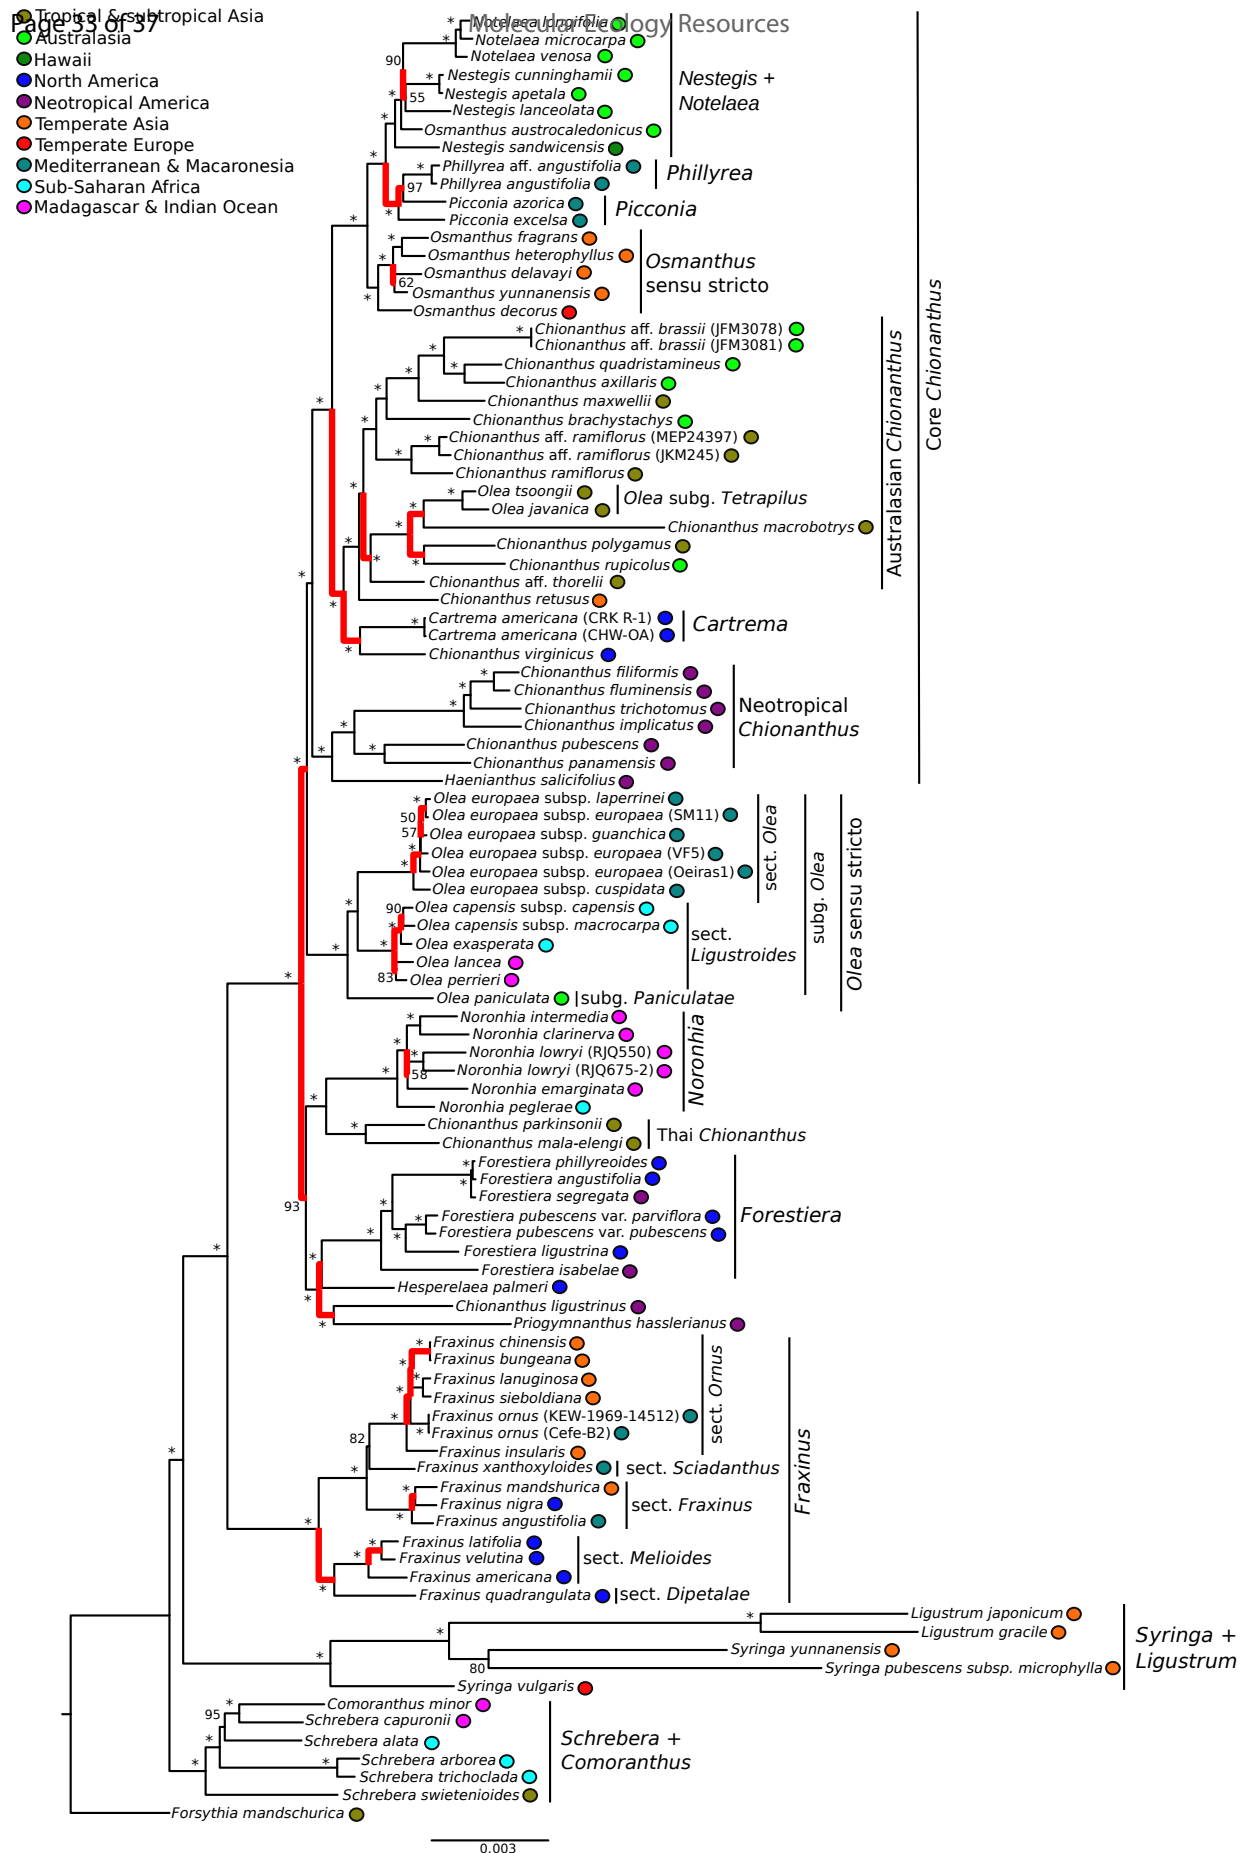 Page 33 of 37
Molecular Ecology Resources
Tropical & subtropical Asia
Australasia
Hawaii
North America
Neotropical America
Temperate Asia
Temperate Europe
Mediterranean & Macaronesia
Sub-Saharan Africa
Madagascar & Indian Ocean
Notelaea longifolia
Notelaea microcarpa
Notelaea venosa
Nestegis cunninghamii
Nestegis apetala
Nestegis lanceolata
Osmanthus austrocaledonicus
Nestegis sandwicensis
Nestegis +
Notelaea
90
55
Phillyrea aff. angustifolia
Phillyrea angustifolia
Phillyrea
97
Picconia azorica
Picconia excelsa
Picconia
Osmanthus fragrans
Osmanthus heterophyllus
Osmanthus delavayi
Osmanthus yunnanensis
Osmanthus decorus
Osmanthus
sensu stricto
62
Chionanthus aff. brassii (JFM3078)
Chionanthus aff. brassii (JFM3081)
Chionanthus quadristamineus
Chionanthus axillaris
Chionanthus maxwellii
Chionanthus brachystachys
Chionanthus aff. ramiflorus (MEP24397)
Chionanthus aff. ramiflorus (JKM245)
Chionanthus ramiflorus
Olea tsoongii
Olea javanica
Olea subg. Tetrapilus
Chionanthus macrobotrys
Chionanthus polygamus
Chionanthus rupicolus
Chionanthus aff. thorelii
Australasian Chionanthus
Core Chionanthus
Chionanthus retusus
Cartrema americana (CRK R-1)
Cartrema americana (CHW-OA)
Cartrema
Chionanthus virginicus
Chionanthus filiformis
Chionanthus fluminensis
Chionanthus trichotomus
Chionanthus implicatus
Chionanthus pubescens
Chionanthus panamensis
Neotropical
Chionanthus
Haenianthus salicifolius
Olea europaea subsp. laperrinei
Olea europaea subsp. europaea (SM11)
Olea europaea subsp. guanchica
Olea europaea subsp. europaea (VF5)
Olea europaea subsp. europaea (Oeiras1)
Olea europaea subsp. cuspidata
50
57
sect. Olea
subg. Olea
Olea sensu stricto
Olea capensis subsp. capensis
Olea capensis subsp. macrocarpa
Olea exasperata
Olea lancea
Olea perrieri
90
83
sect.
Ligustroides
Olea paniculata
subg. Paniculatae
Noronhia intermedia
Noronhia clarinerva
Noronhia lowryi (RJQ550)
Noronhia lowryi (RJQ675-2)
Noronhia emarginata
Noronhia peglerae
58
Noronhia
Chionanthus parkinsonii
Chionanthus mala-elengi
Thai Chionanthus
93
Forestiera phillyreoides
Forestiera angustifolia
Forestiera segregata
Forestiera pubescens var. parviflora
Forestiera pubescens var. pubescens
Forestiera ligustrina
Forestiera isabelae
Forestiera
Hesperelaea palmeri
Chionanthus ligustrinus
Priogymnanthus hasslerianus
Fraxinus chinensis
Fraxinus bungeana
Fraxinus lanuginosa
Fraxinus sieboldiana
Fraxinus ornus (KEW-1969-14512)
Fraxinus ornus (Cefe-B2)
Fraxinus insularis
sect. Ornus
82
Fraxinus xanthoxyloides
sect. Sciadanthus
Fraxinus mandshurica
Fraxinus nigra
Fraxinus angustifolia
sect. Fraxinus
Fraxinus
Fraxinus latifolia
Fraxinus velutina
Fraxinus americana
sect. Melioides
Fraxinus quadrangulata
sect. Dipetalae
Ligustrum japonicum
Ligustrum gracile
Syringa yunnanensis
Syringa pubescens subsp. microphylla
Syringa vulgaris
80
Syringa +
Ligustrum
Comoranthus minor
Schrebera capuronii
Schrebera alata
Schrebera arborea
Schrebera trichoclada
Schrebera swietenioides
95
Schrebera +
Comoranthus
Forsythia mandschurica
0.003